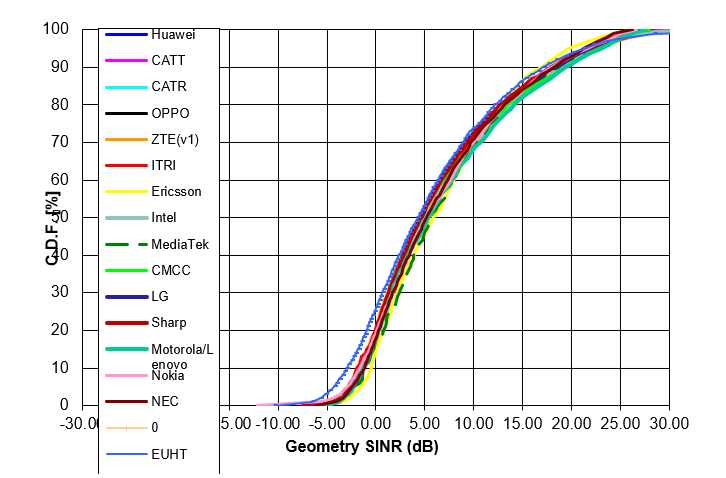 100
90
80
70
60
50
40
30
20
10
0
C.D.F. [%]
Huawei
CATT
CATR
OPPO
ZTE(v1)
ITRI
Ericsson
Intel
MediaTek
CMCC
LG
Sharp
Motorola/L
enovo
Nokia
NEC
0
EUHT
-30.00 5.00 -10.00 -5.00 0.00 5.00 10.00 15.00 20.00 25.00 30.00
Geometry SINR (dB)